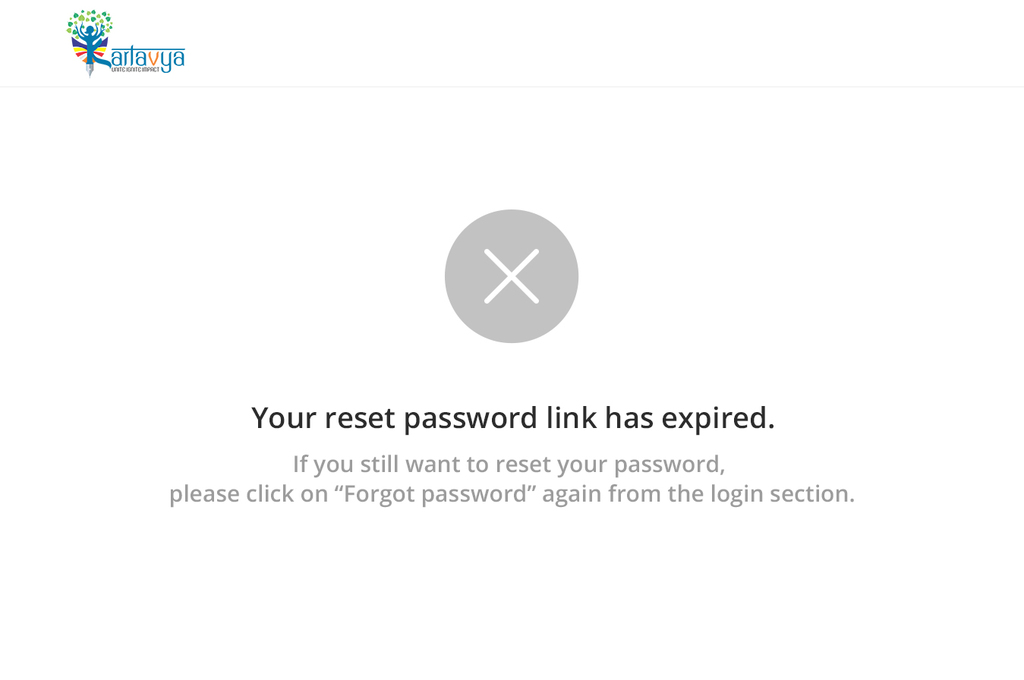 Kartavya
UNITE IGNITE IMPACT
Your reset password link has expired.
If you still want to reset your password,
please click on “Forgot password” again from the login section.